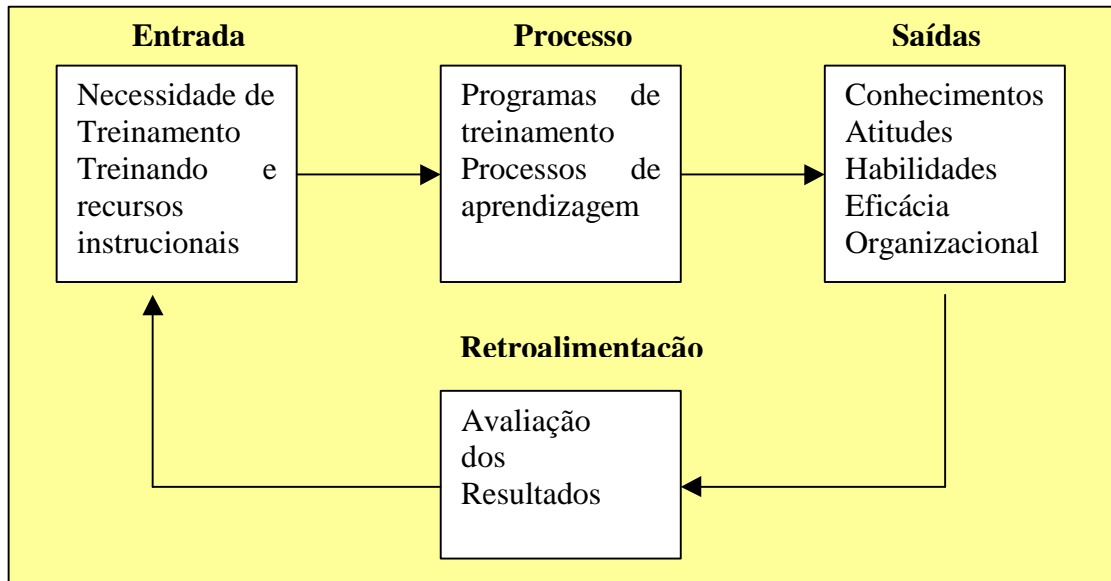 Entrada
Necessidade de
Treinamento
Treinando e
recursos
instrucionais
Processo
Programas de
treinamento
Processos de
aprendizagem
Saídas
Conhecimentos
Atitudes
Habilidades
Eficácia
Organizacional
Retroalimentação
Avaliação
dos
Resultados